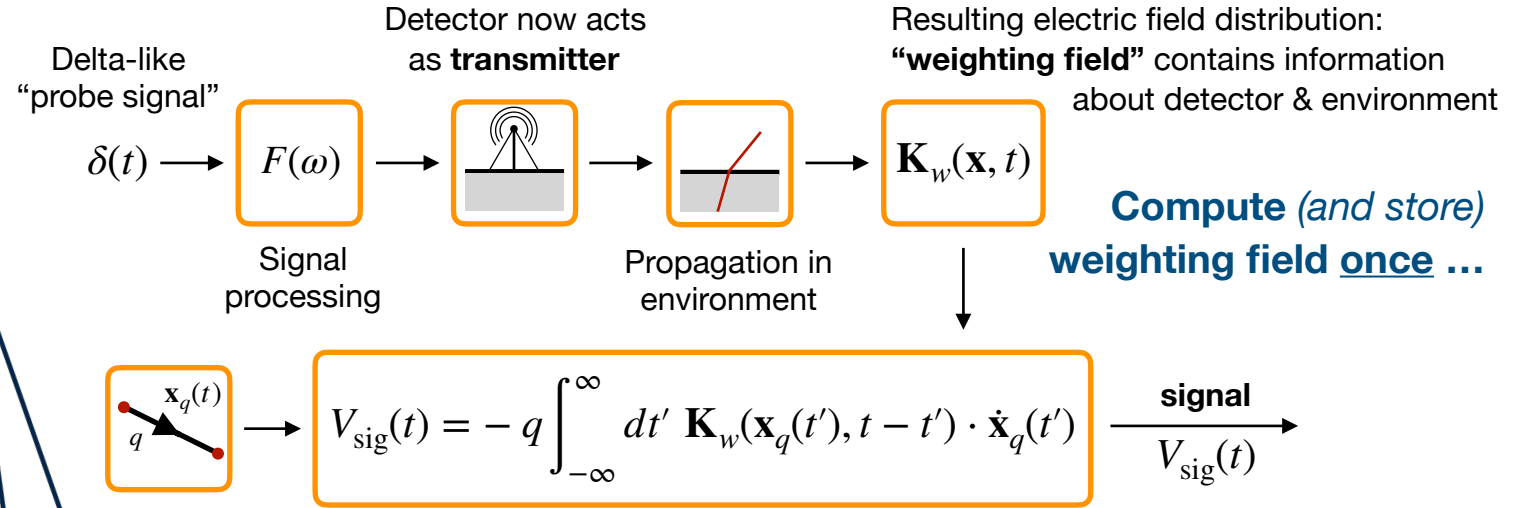 Delta-like
“probe signal”
Detector now acts
as transmitter
Resulting electric field distribution:
“weighting field” contains information
about detector & environment
δ(t)
F(ω)
K_w(x, t)
Signal
processing
Propagation in
environment
Compute (and store)
weighting field once ...
x_q(t)
q
V_sig(t) = − q ∫_{−∞}^{∞} dt′ K_w(x_q(t′), t − t′) · ẋ_q(t′)
signal
V_sig(t)